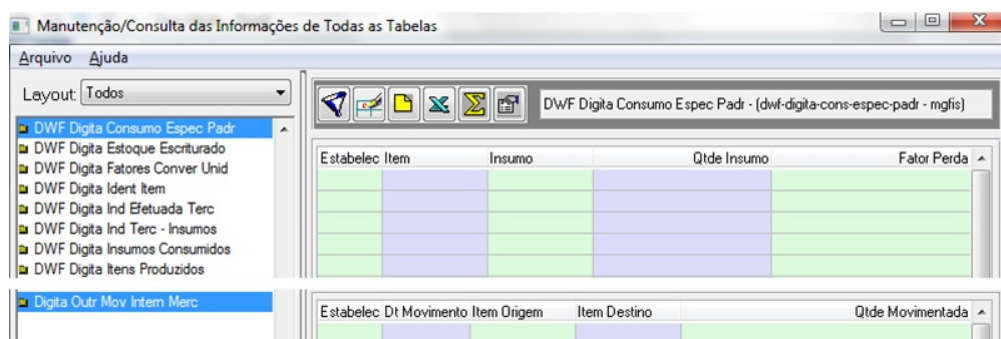 Manutenção/Consulta das Informações de Todas as Tabelas
Arquivo Ajuda
Layout: Todos
DWF Digita Consumo Espec Padr - (dwf-digita-cons-espec-padr - mgfis)
DWF Digita Consumo Espec Padr
DWF Digita Estoque Escriturado
DWF Digita Fatores Conver Unid
DWF Digita Ident Item
DWF Digita Ind Efetuada Terc
DWF Digita Ind Terc - Insumos
DWF Digita Insumos Consumidos
DWF Digita Itens Produzidos
Estabelec Item Insumo Qtde Insumo Fator Perda
Digita Outr Mov Intern Merc
Estabelec Dt Movimento Item Origem Item Destino Qtde Movimentada